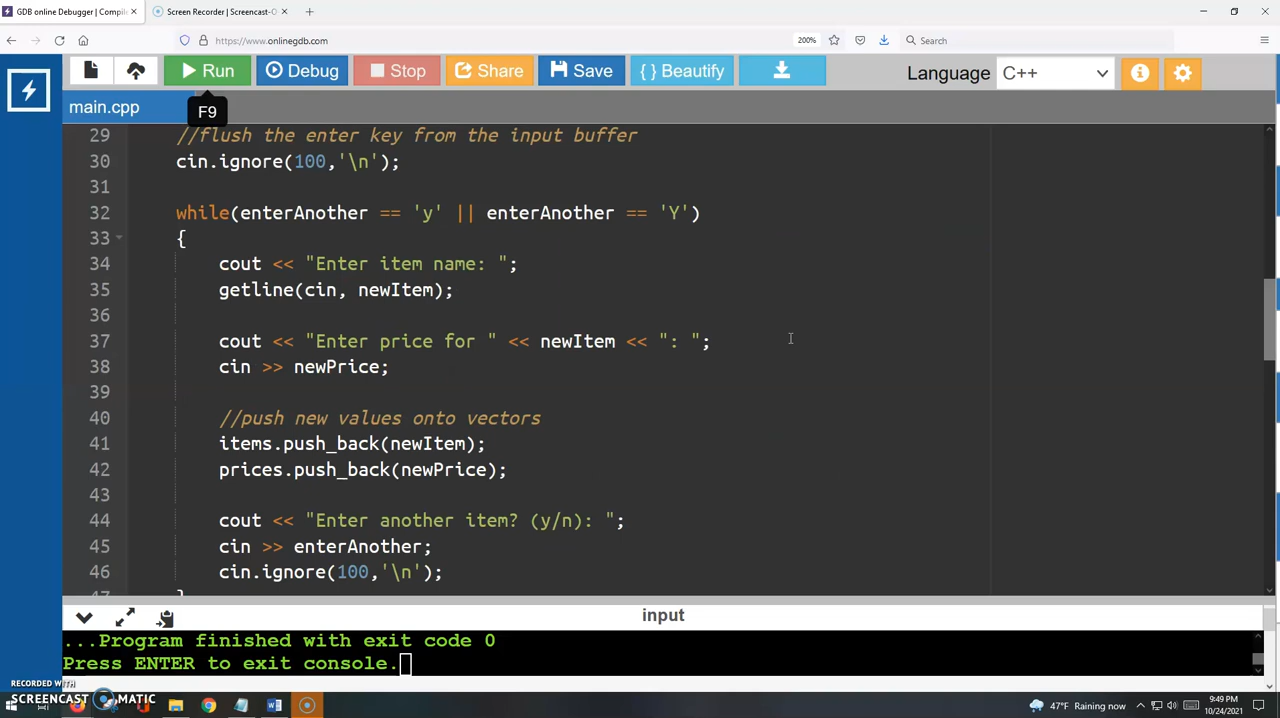 GDB online Debugger | Compile
Screen Recorder | Screencast-O
https://www.onlinegdb.com
200%
Search
Run
Debug
Stop
Share
Save
{ } Beautify
Language
C++
main.cpp
F9
29 //flush the enter key from the input buffer
30 cin.ignore(100,'\n');
31
32 while(enterAnother == 'y' || enterAnother == 'Y')
33 {
34 cout << "Enter item name: ";
35 getline(cin, newItem);
36
37 cout << "Enter price for " << newItem << ": ";
38 cin >> newPrice;
39
40 //push new values onto vectors
41 items.push_back(newItem);
42 prices.push_back(newPrice);
43
44 cout << "Enter another item? (y/n): ";
45 cin >> enterAnother;
46 cin.ignore(100,'\n');
47 }
input
...Program finished with exit code 0
Press ENTER to exit console.
RECORDED WITH
SCREENCAST MATIC
47°F Raining now
9:49 PM
10/24/2021